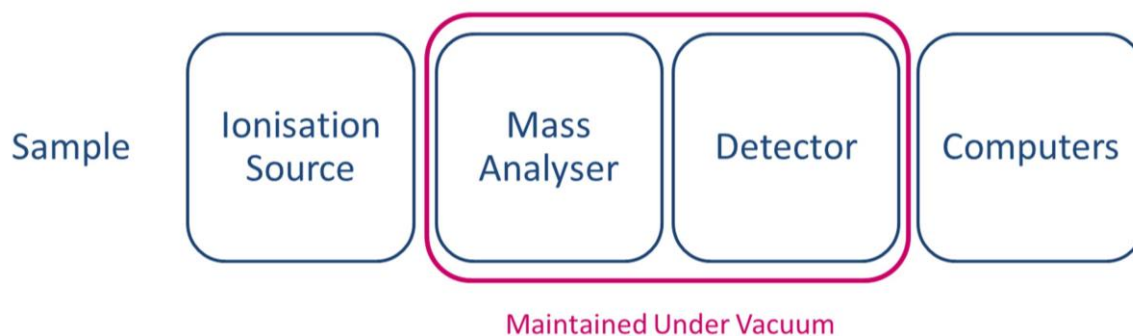 Sample
Ionisation
Source
Mass
Analyser
Detector
Computers
Maintained Under Vacuum